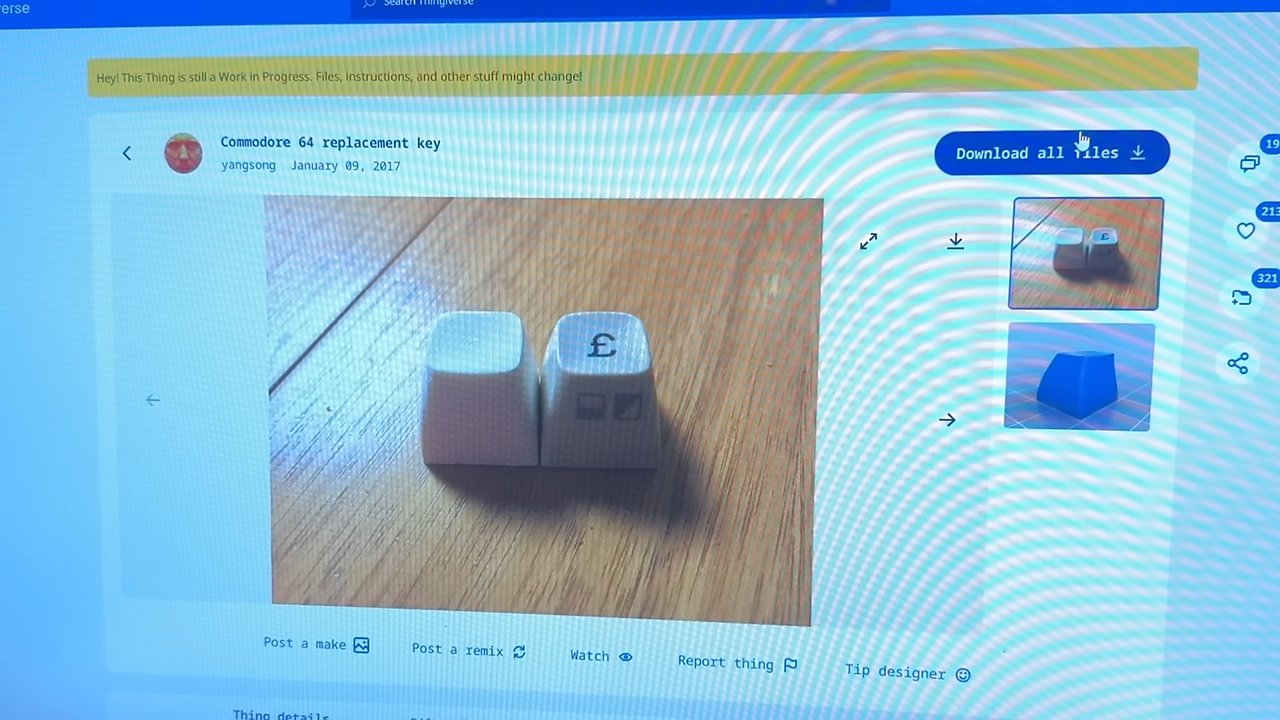 erse
Search Thingiverse
Hey! This Thing is still a Work in Progress. Files, instructions, and other stuff might change!
Commodore 64 replacement key
yangsong January 09, 2017
Download all files
19
213
321
£
£
Post a make
Post a remix
Watch
Report thing
Tip designer
Thing details